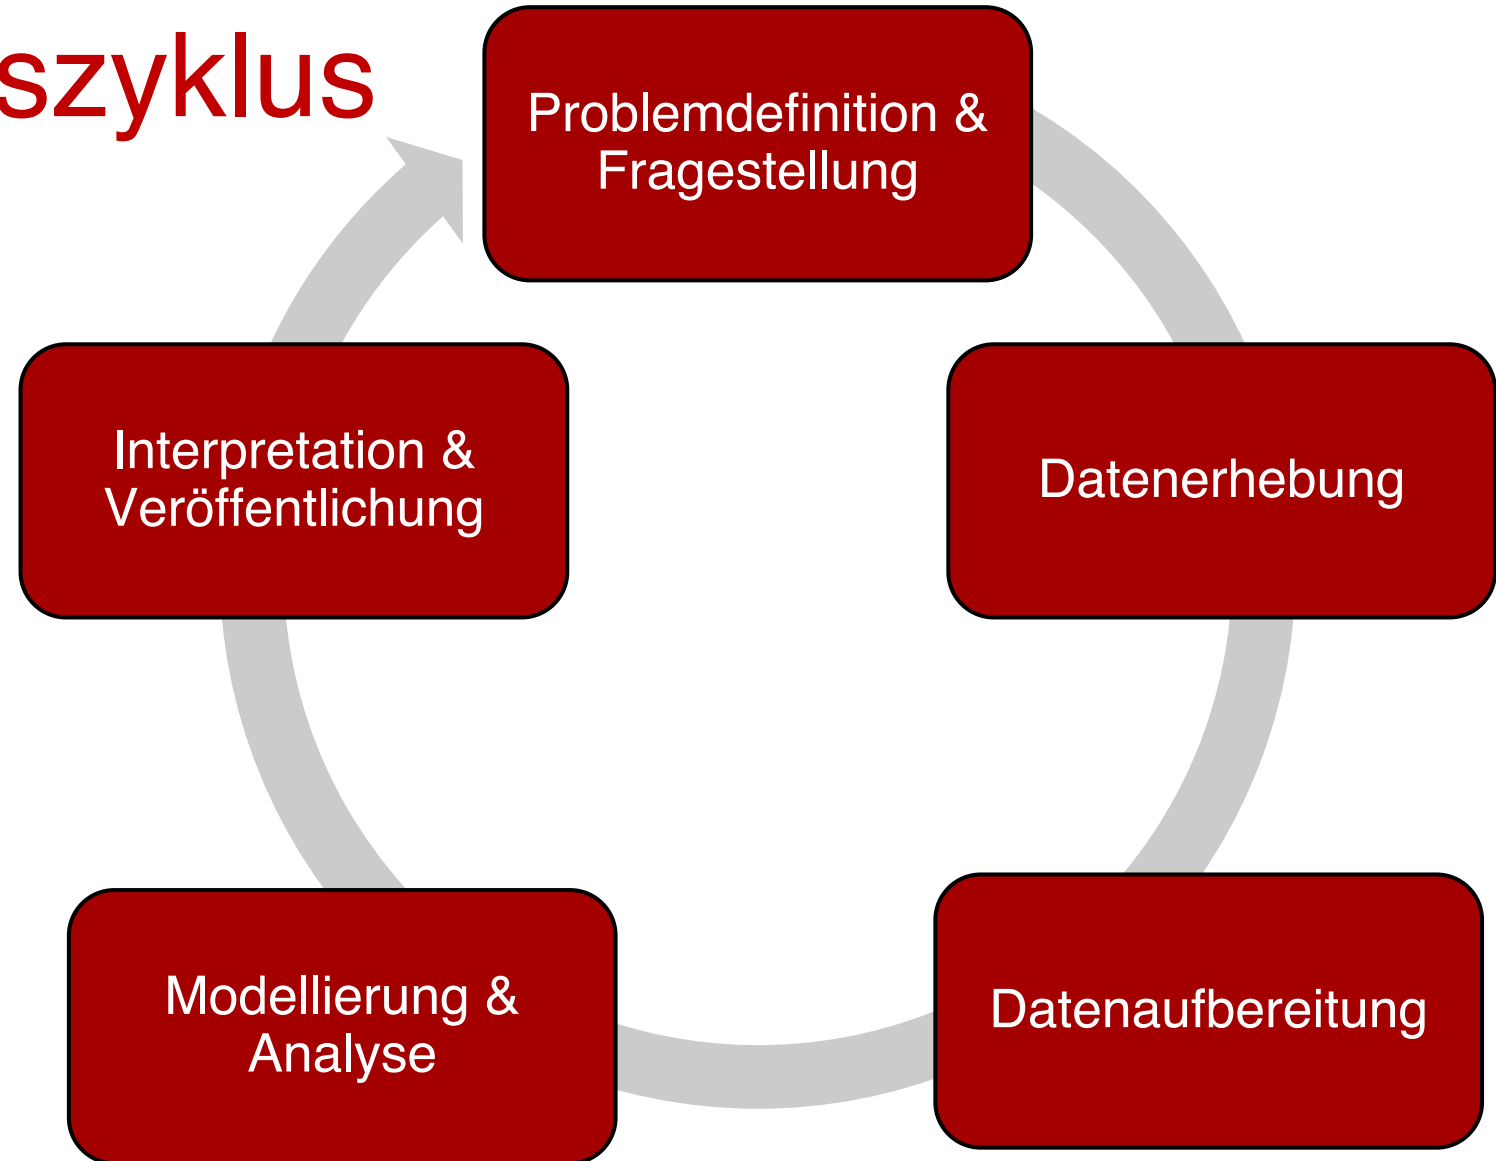 szyklus
Problemdefinition &
Fragestellung
Datenerhebung
Datenaufbereitung
Modellierung &
Analyse
Interpretation &
Veröffentlichung